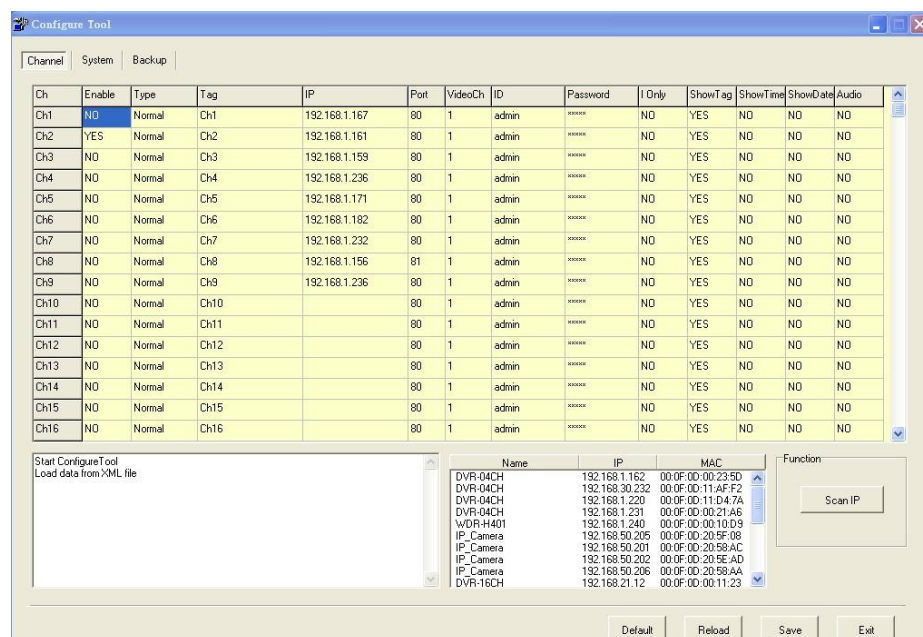 Configure Tool
Channel System Backup
Ch Enable Type Tag IP Port VideoCh ID Password I Only ShowTag ShowTime ShowDate Audio
Ch1 NO Normal Ch1 192.168.1.167 80 1 admin ***** NO YES NO NO NO
Ch2 YES Normal Ch2 192.168.1.161 80 1 admin ***** NO YES NO NO NO
Ch3 NO Normal Ch3 192.168.1.159 80 1 admin ***** NO YES NO NO NO
Ch4 NO Normal Ch4 192.168.1.236 80 1 admin ***** NO YES NO NO NO
Ch5 NO Normal Ch5 192.168.1.171 80 1 admin ***** NO YES NO NO NO
Ch6 NO Normal Ch6 192.168.1.182 80 1 admin ***** NO YES NO NO NO
Ch7 NO Normal Ch7 192.168.1.232 80 1 admin ***** NO YES NO NO NO
Ch8 NO Normal Ch8 192.168.1.156 81 1 admin ***** NO YES NO NO NO
Ch9 NO Normal Ch9 192.168.1.236 80 1 admin ***** NO YES NO NO NO
Ch10 NO Normal Ch10 80 1 admin ***** NO YES NO NO NO
Ch11 NO Normal Ch11 80 1 admin ***** NO YES NO NO NO
Ch12 NO Normal Ch12 80 1 admin ***** NO YES NO NO NO
Ch13 NO Normal Ch13 80 1 admin ***** NO YES NO NO NO
Ch14 NO Normal Ch14 80 1 admin ***** NO YES NO NO NO
Ch15 NO Normal Ch15 80 1 admin ***** NO YES NO NO NO
Ch16 NO Normal Ch16 80 1 admin ***** NO YES NO NO NO
Start ConfigureTool
Load data from XML file
Name IP MAC
DVR-04CH 192.168.1.162 00:0F:0D:00:23:5D
DVR-04CH 192.168.30.232 00:0F:0D:11:AF:F2
DVR-04CH 192.168.1.220 00:0F:0D:11:D4:7A
DVR-04CH 192.168.1.231 00:0F:0D:00:21:A6
WDR-H401 192.168.1.240 00:0F:0D:00:10:D9
IP_Camera 192.168.50.205 00:0F:0D:20:5F:08
IP_Camera 192.168.50.201 00:0F:0D:20:58:AC
IP_Camera 192.168.50.202 00:0F:0D:20:5E:AD
IP_Camera 192.168.50.206 00:0F:0D:20:58:AA
DVR-16CH 192.168.21.12 00:0F:0D:00:11:23
Function
Scan IP
Default Reload Save Exit